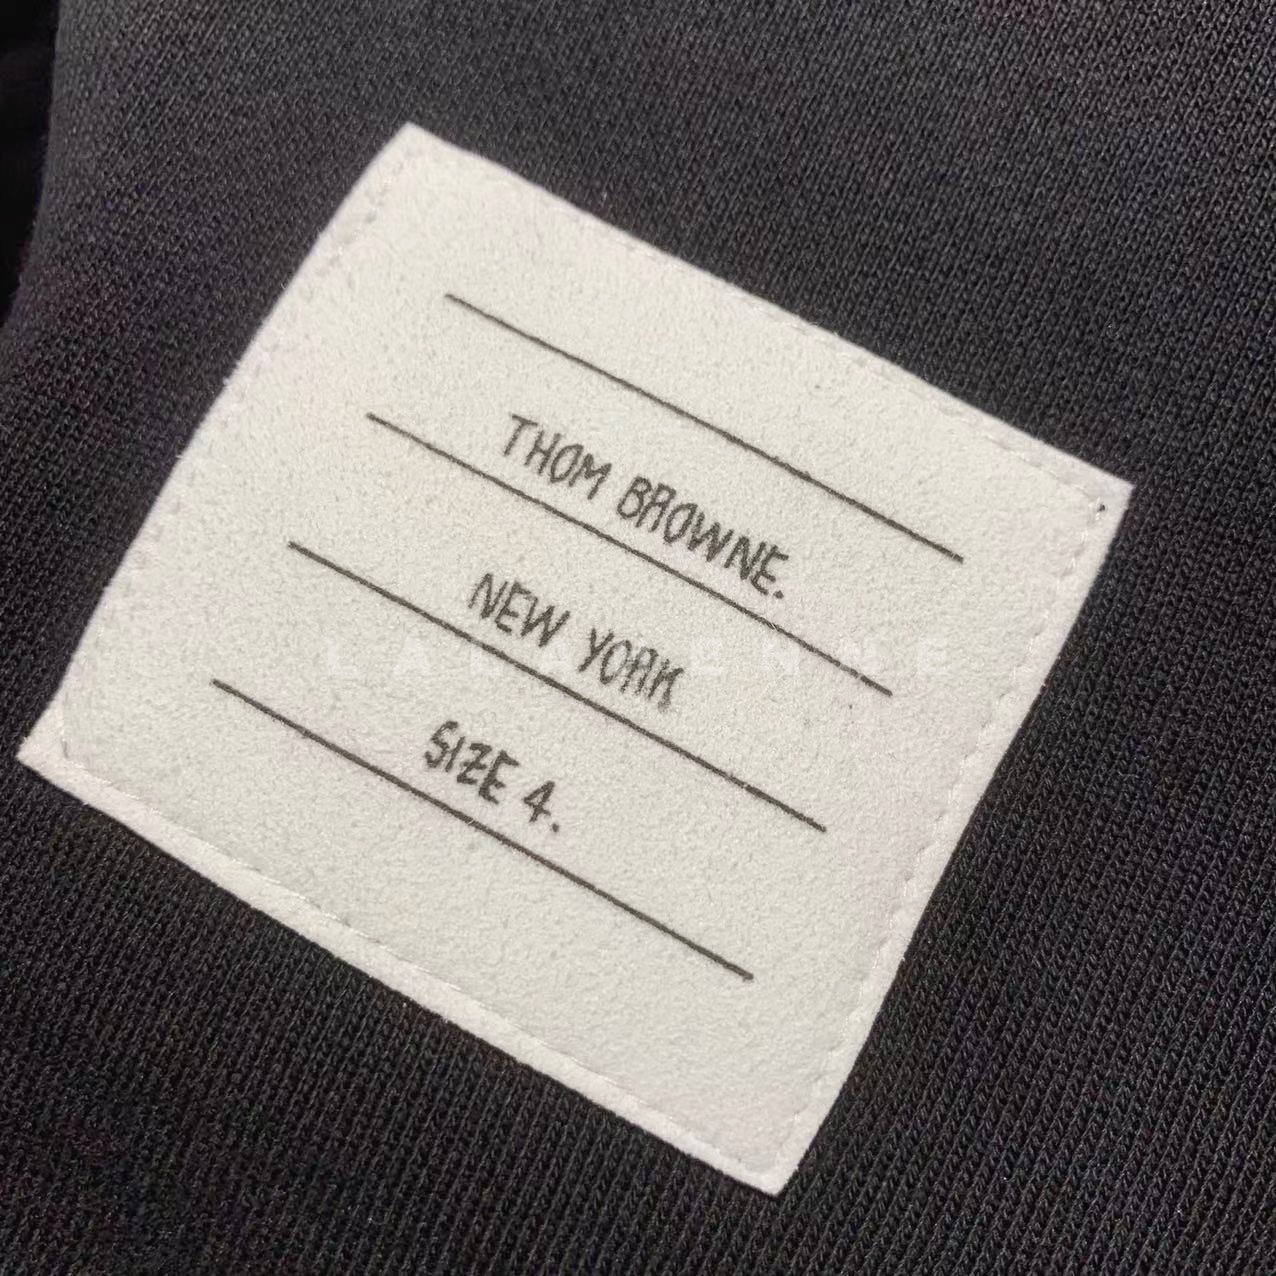 THOM BROWNE.
NEW YORK
SIZE 4.